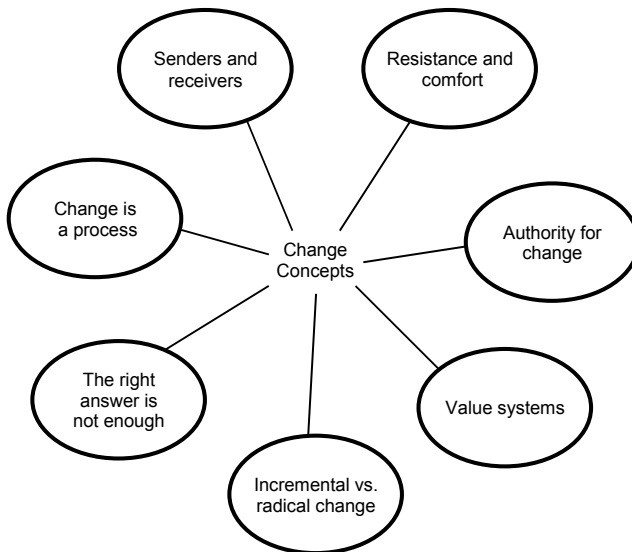 Senders and
receivers
Resistance and
comfort
Change is
a process
Authority for
change
Change
Concepts
The right
answer is
not enough
Value systems
Incremental vs.
radical change